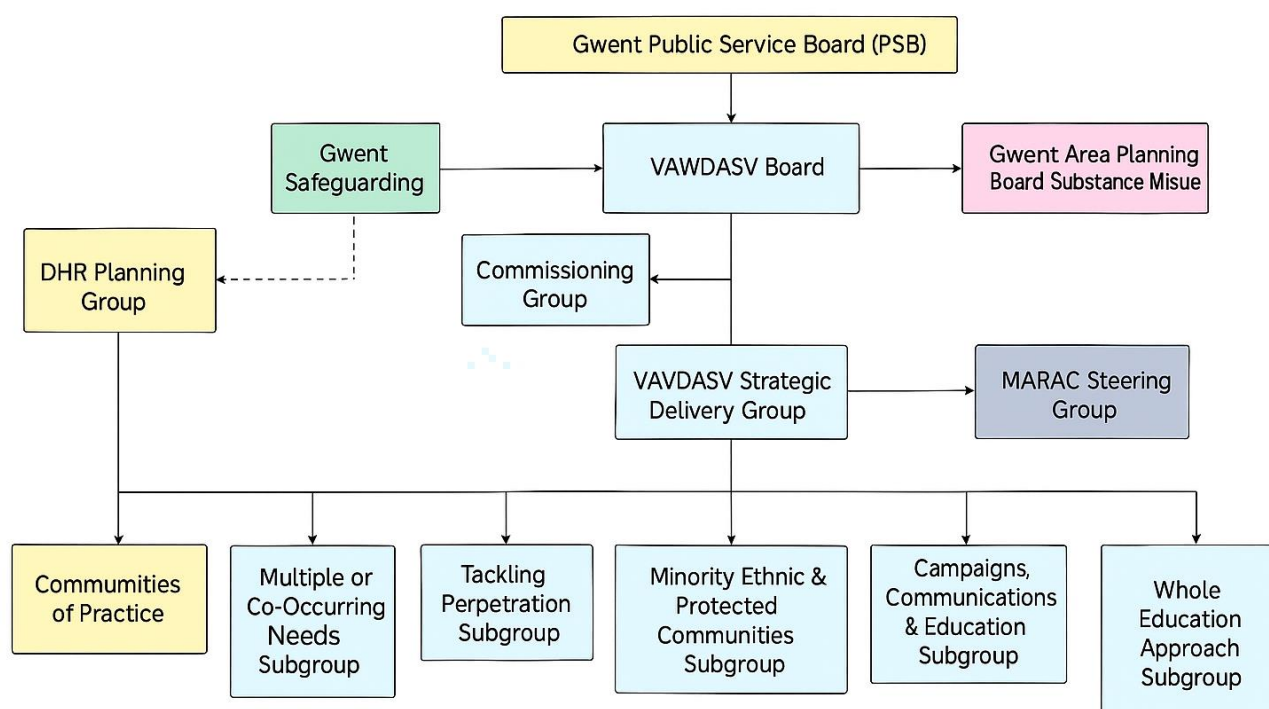 Gwent Public Service Board (PSB)
Gwent
Safeguarding
VAWDASV Board
Gwent Area Planning
Board Substance Misue
DHR Planning
Group
Commissioning
Group
VAVDASV Strategic
Delivery Group
MARAC Steering
Group
Commumities
of Practice
Multiple or
Co-Occurring
Needs
Subgroup
Tackling
Perpetration
Subgroup
Minority Ethnic &
Protected
Communities
Subgroup
Campaigns,
Communications
& Education
Subgroup
Whole
Education
Approach
Subgroup